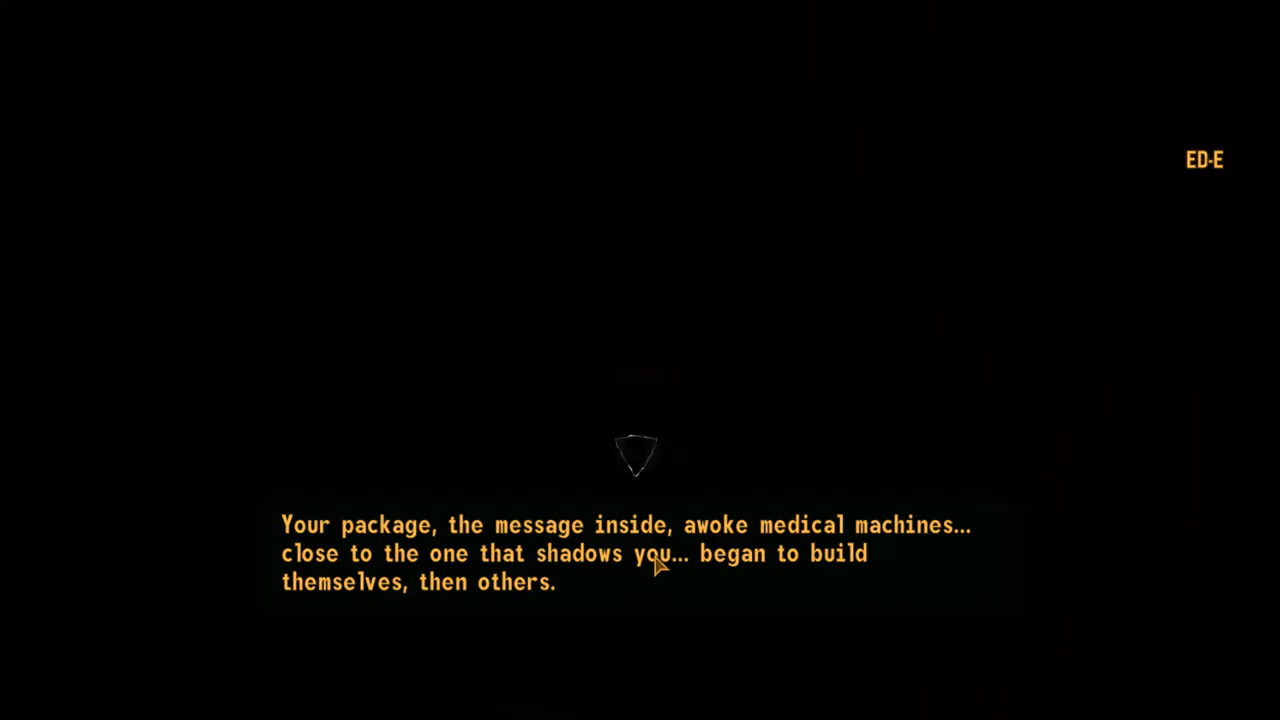 ED-E
Your package, the message inside, awoke medical machines...
close to the one that shadows you... began to build
themselves, then others.